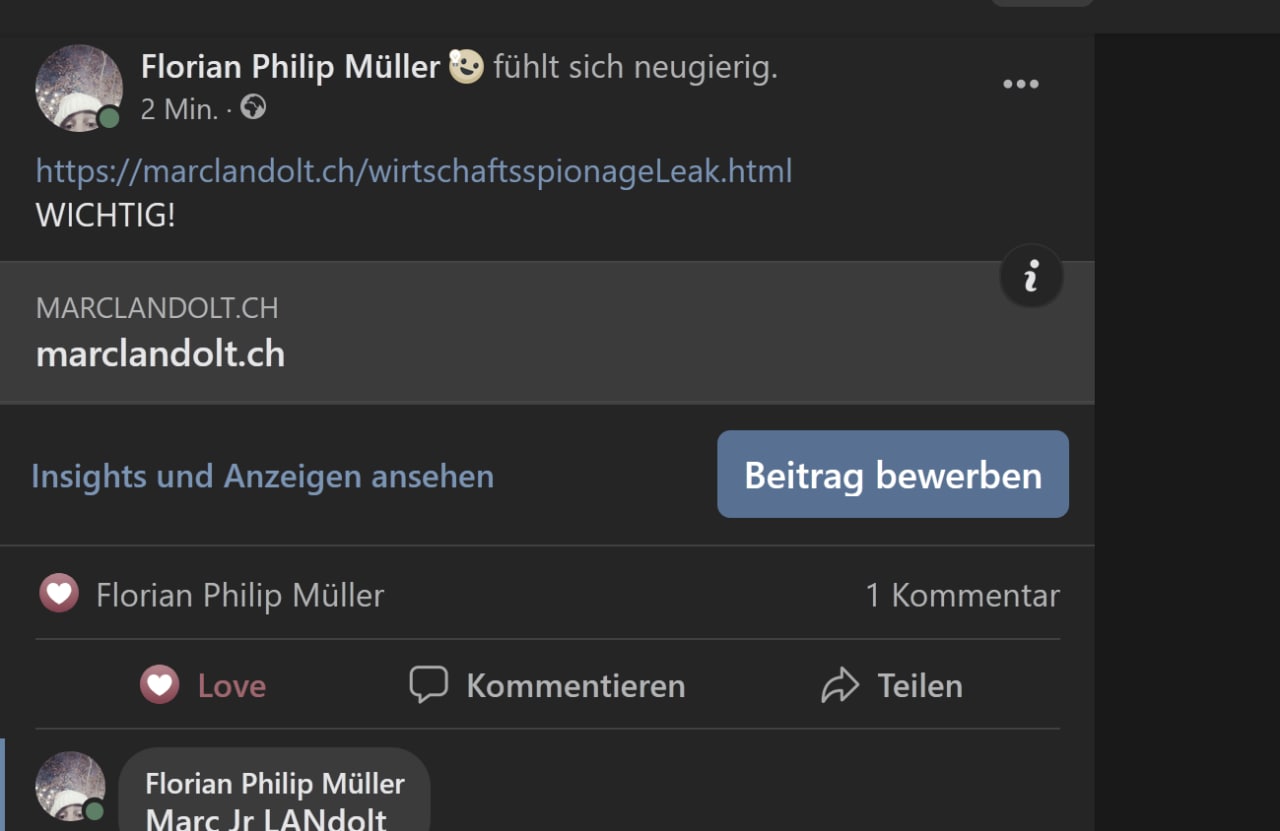 Florian Philip Müller fühlt sich neugierig.
2 Min. ·
https://marclandolt.ch/wirtschaftsspionageLeak.html
WICHTIG!
MARCLANDOLT.CH
marclandolt.ch
Insights und Anzeigen ansehen
Beitrag bewerben
Florian Philip Müller
1 Kommentar
Love
Kommentieren
Teilen
Florian Philip Müller
Marc Jr LANdolt